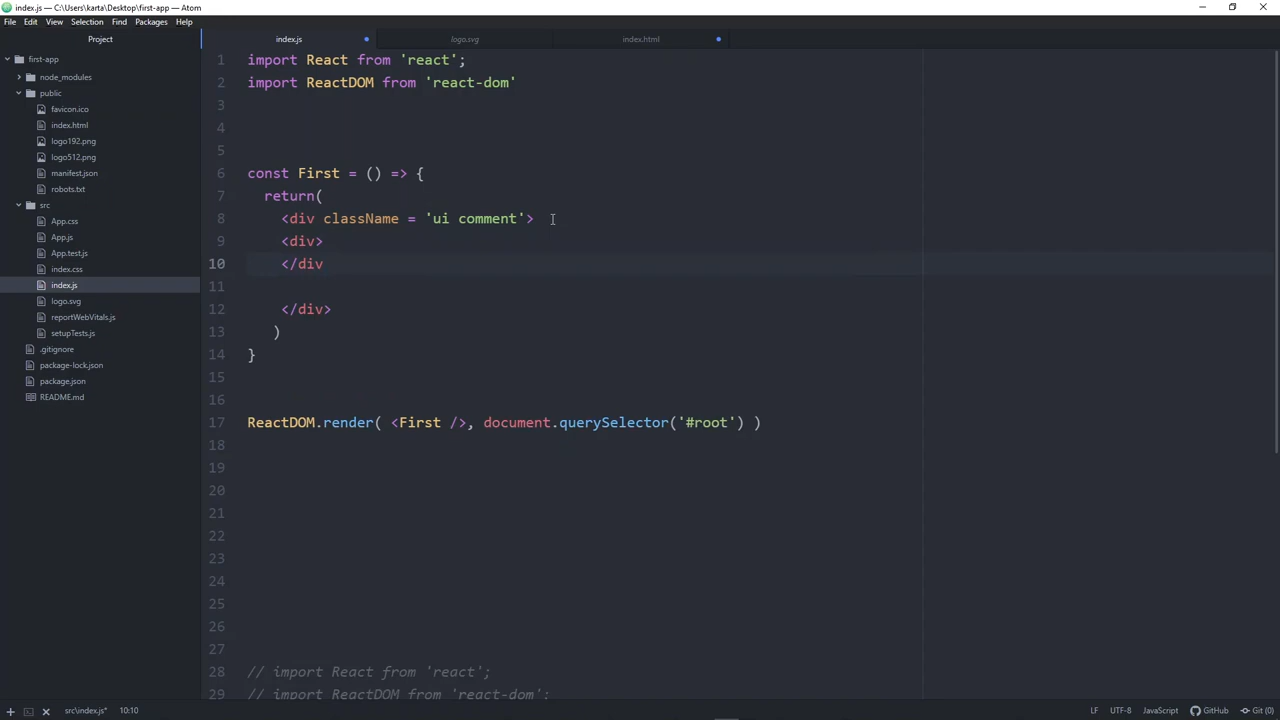 index.js — C:\Users\karta\Desktop\first-app — Atom
File Edit View Selection Find Packages Help
Project
index.js
logo.svg
index.html
first-app
node_modules
public
favicon.ico
index.html
logo192.png
logo512.png
manifest.json
robots.txt
src
App.css
App.js
App.test.js
index.css
index.js
logo.svg
reportWebVitals.js
setupTests.js
.gitignore
package-lock.json
package.json
README.md
1 import React from 'react';
2 import ReactDOM from 'react-dom'
3
4
5
6 const First = () => {
7 return(
8 <div className = 'ui comment'>
9 <div>
10 </div
11
12 </div>
13 )
14 }
15
16
17 ReactDOM.render( <First />, document.querySelector('#root') )
18
19
20
21
22
23
24
25
26
27
28 // import React from 'react';
29 // import ReactDOM from 'react-dom';
src\index.js* 10:10 LF UTF-8 JavaScript GitHub Git (0)